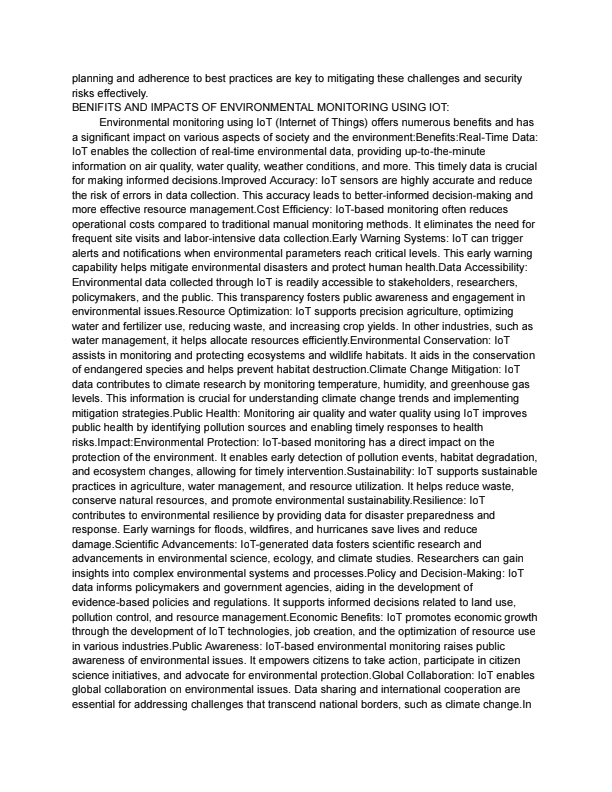 planning and adherence to best practices are key to mitigating these challenges and security
risks effectively.
BENIFITS AND IMPACTS OF ENVIRONMENTAL MONITORING USING IOT:
Environmental monitoring using IoT (Internet of Things) offers numerous benefits and has
a significant impact on various aspects of society and the environment:Benefits:Real-Time Data:
IoT enables the collection of real-time environmental data, providing up-to-the-minute
information on air quality, water quality, weather conditions, and more. This timely data is crucial
for making informed decisions.Improved Accuracy: IoT sensors are highly accurate and reduce
the risk of errors in data collection. This accuracy leads to better-informed decision-making and
more effective resource management.Cost Efficiency: IoT-based monitoring often reduces
operational costs compared to traditional manual monitoring methods. It eliminates the need for
frequent site visits and labor-intensive data collection.Early Warning Systems: IoT can trigger
alerts and notifications when environmental parameters reach critical levels. This early warning
capability helps mitigate environmental disasters and protect human health.Data Accessibility:
Environmental data collected through IoT is readily accessible to stakeholders, researchers,
policymakers, and the public. This transparency fosters public awareness and engagement in
environmental issues.Resource Optimization: IoT supports precision agriculture, optimizing
water and fertilizer use, reducing waste, and increasing crop yields. In other industries, such as
water management, it helps allocate resources efficiently.Environmental Conservation: IoT
assists in monitoring and protecting ecosystems and wildlife habitats. It aids in the conservation
of endangered species and helps prevent habitat destruction.Climate Change Mitigation: IoT
data contributes to climate research by monitoring temperature, humidity, and greenhouse gas
levels. This information is crucial for understanding climate change trends and implementing
mitigation strategies.Public Health: Monitoring air quality and water quality using IoT improves
public health by identifying pollution sources and enabling timely responses to health
risks.Impact:Environmental Protection: IoT-based monitoring has a direct impact on the
protection of the environment. It enables early detection of pollution events, habitat degradation,
and ecosystem changes, allowing for timely intervention.Sustainability: IoT supports sustainable
practices in agriculture, water management, and resource utilization. It helps reduce waste,
conserve natural resources, and promote environmental sustainability.Resilience: IoT
contributes to environmental resilience by providing data for disaster preparedness and
response. Early warnings for floods, wildfires, and hurricanes save lives and reduce
damage.Scientific Advancements: IoT-generated data fosters scientific research and
advancements in environmental science, ecology, and climate studies. Researchers can gain
insights into complex environmental systems and processes.Policy and Decision-Making: IoT
data informs policymakers and government agencies, aiding in the development of
evidence-based policies and regulations. It supports informed decisions related to land use,
pollution control, and resource management.Economic Benefits: IoT promotes economic growth
through the development of IoT technologies, job creation, and the optimization of resource use
in various industries.Public Awareness: IoT-based environmental monitoring raises public
awareness of environmental issues. It empowers citizens to take action, participate in citizen
science initiatives, and advocate for environmental protection.Global Collaboration: IoT enables
global collaboration on environmental issues. Data sharing and international cooperation are
essential for addressing challenges that transcend national borders, such as climate change.In